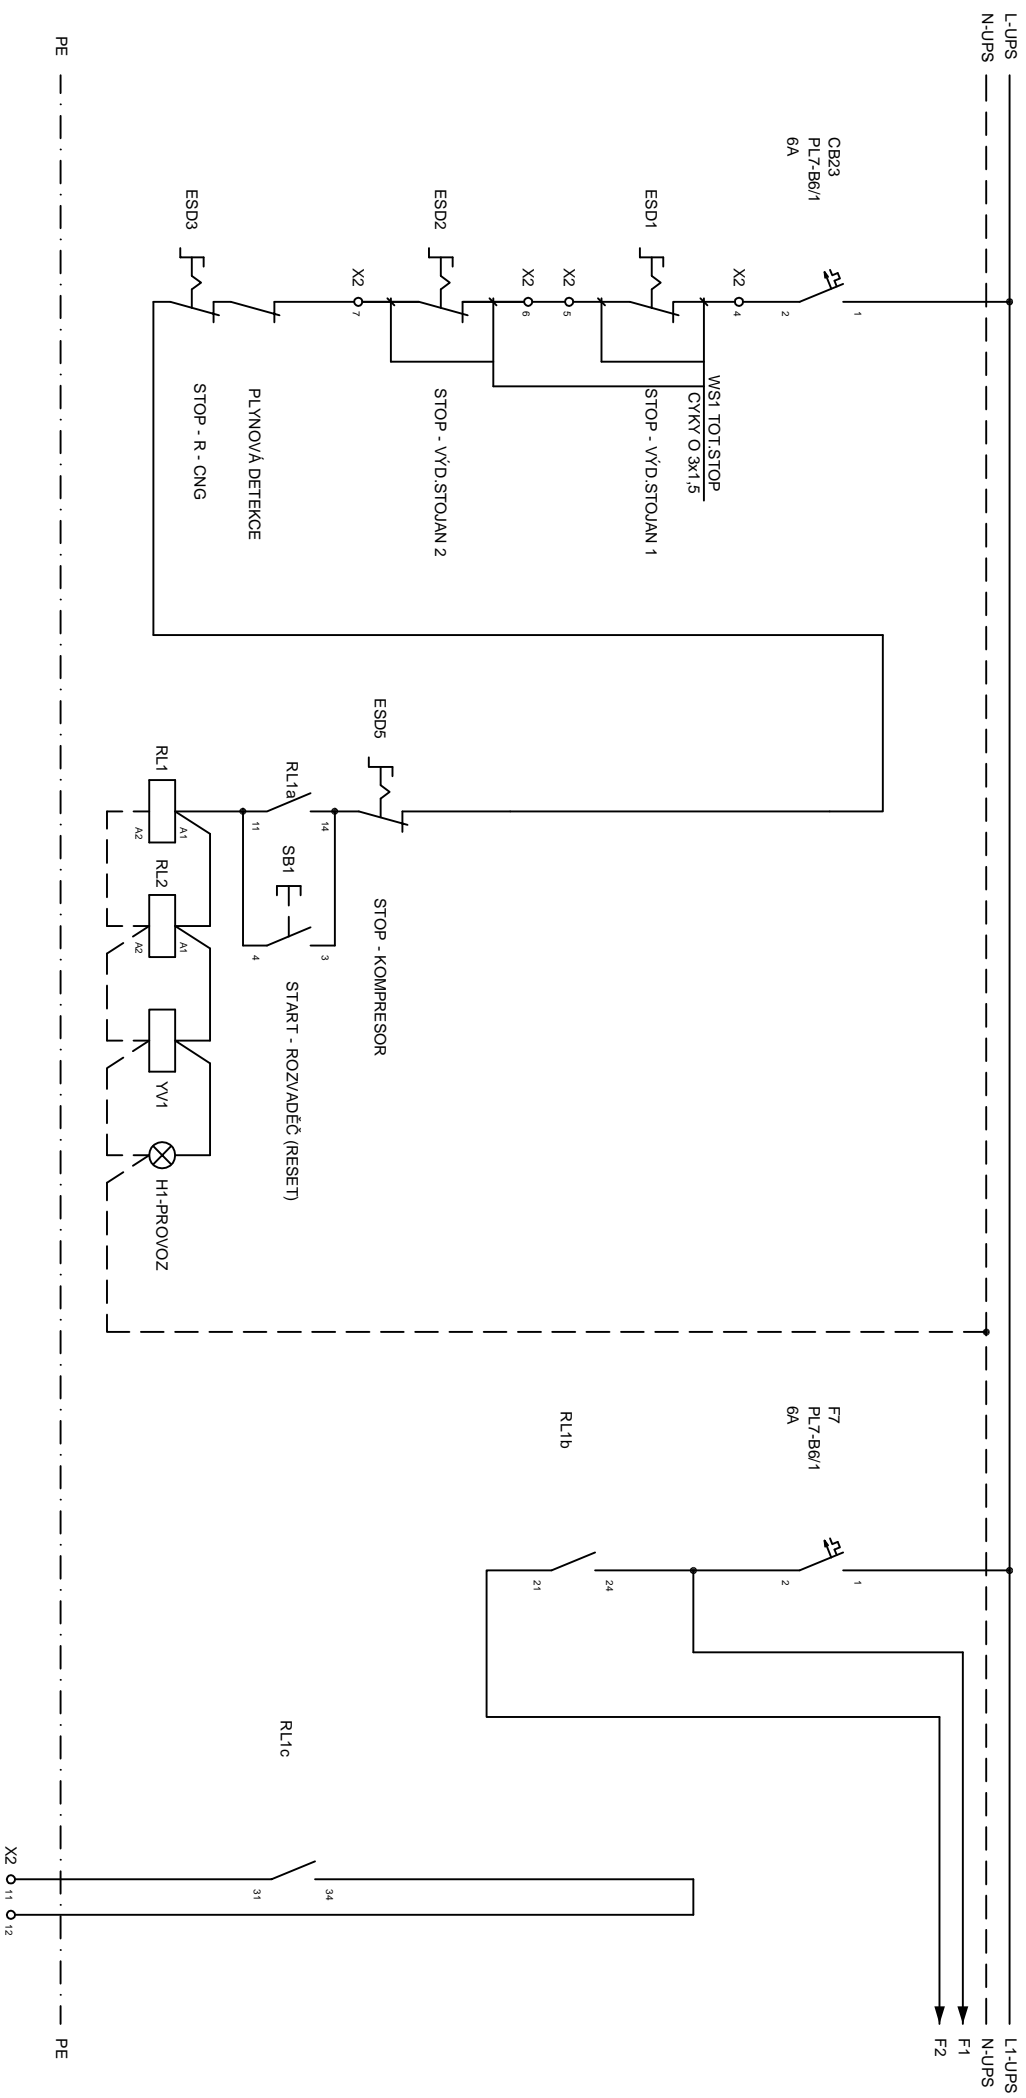 L-UPS
N-UPS
PE
CB23
PL7-B6/1
6A
1
2
X2
4
WS1 TOT.STOP
CYKY O 3x1,5
ESD1
STOP - VÝD.STOJAN 1
X2
5
X2
6
ESD2
STOP - VÝD.STOJAN 2
X2
7
PLYNOVÁ DETEKCE
ESD3
STOP - R - CNG
ESD5
STOP - KOMPRESOR
RL1a
14
11
SB1
3
4
START - ROZVADĚČ (RESET)
RL1
A1
A2
RL2
A1
A2
YV1
H1-PROVOZ
F7
PL7-B6/1
6A
1
2
RL1b
24
21
RL1c
34
31
X2
11
12
L1-UPS
N-UPS
F1
F2
PE